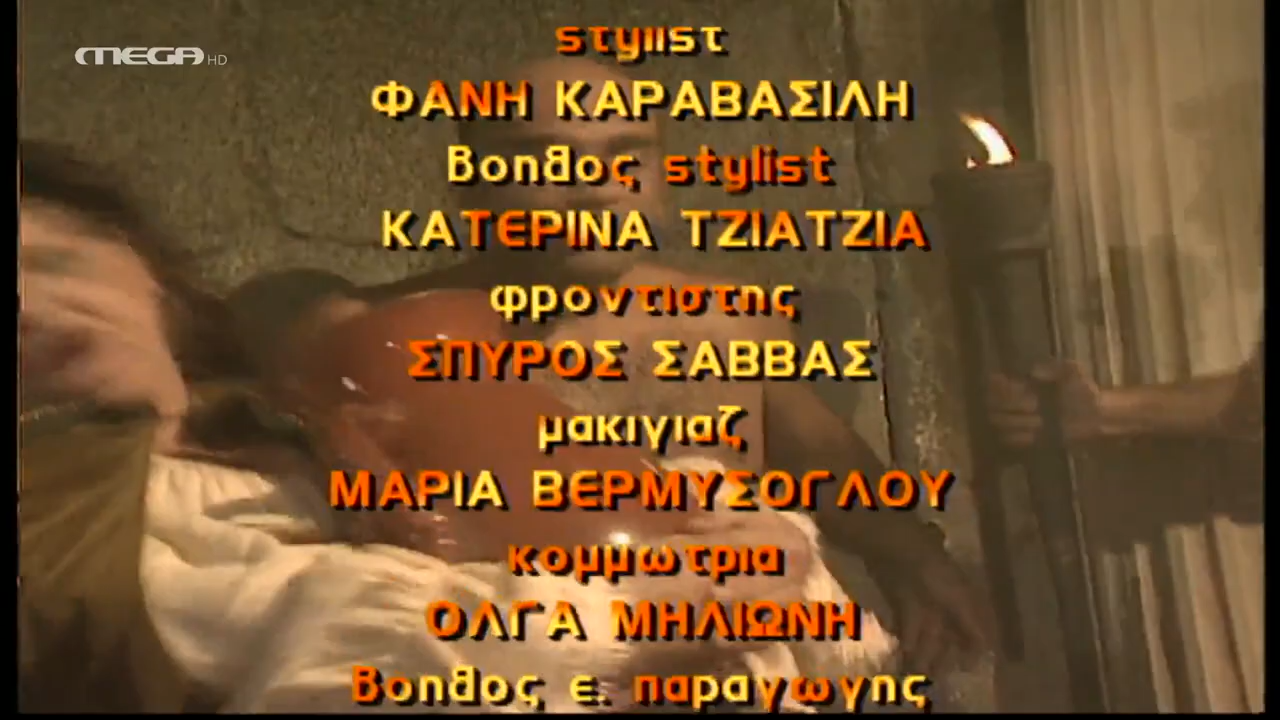 MEGA HD
stylist
ΦΑΝΗ ΚΑΡΑΒΑΣΙΛΗ
βοηθος stylist
ΚΑΤΕΡΙΝΑ ΤΖΙΑΤΖΙΑ
φροντιστης
ΣΠΥΡΟΣ ΣΑΒΒΑΣ
μακιγιαζ
ΜΑΡΙΑ ΒΕΡΜΥΣΟΓΛΟΥ
κομμωτρια
ΟΛΓΑ ΜΗΛΙΩΝΗ
βοηθος ε. παραγωγης